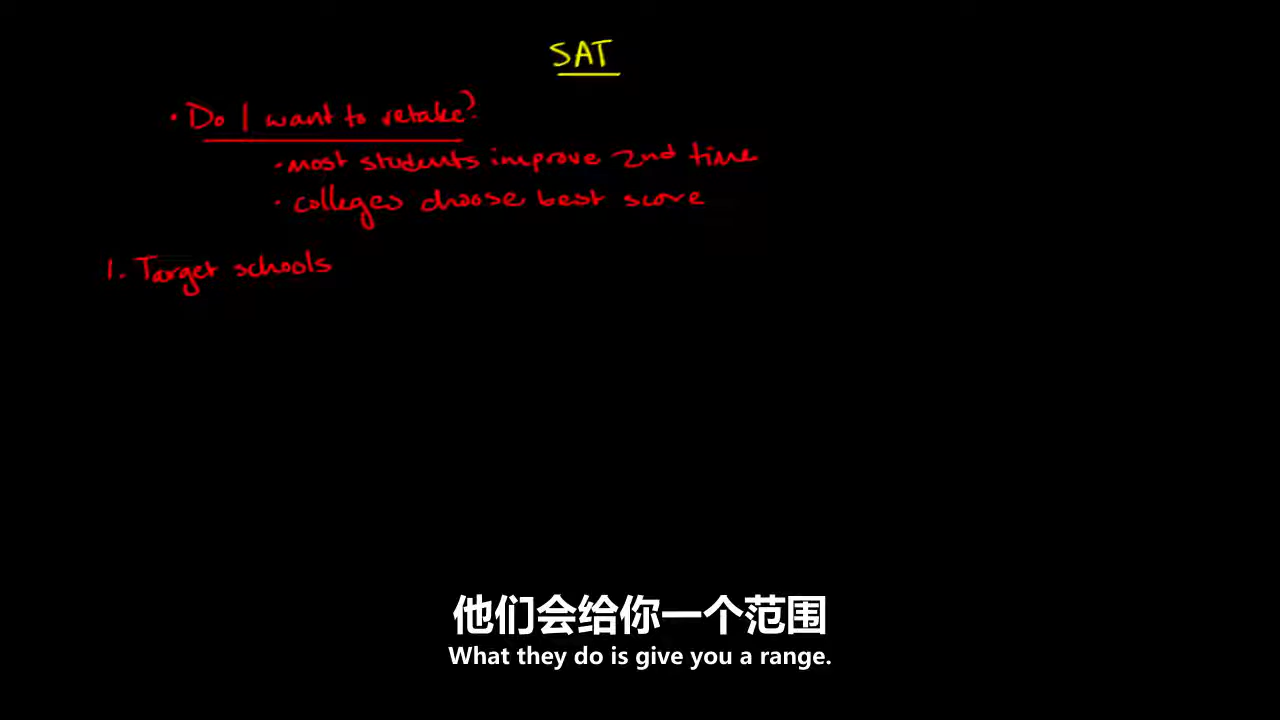 SAT
• Do I want to retake?
• most students improve 2nd time
• colleges choose best score
1. Target schools
他们会给你一个范围
What they do is give you a range.